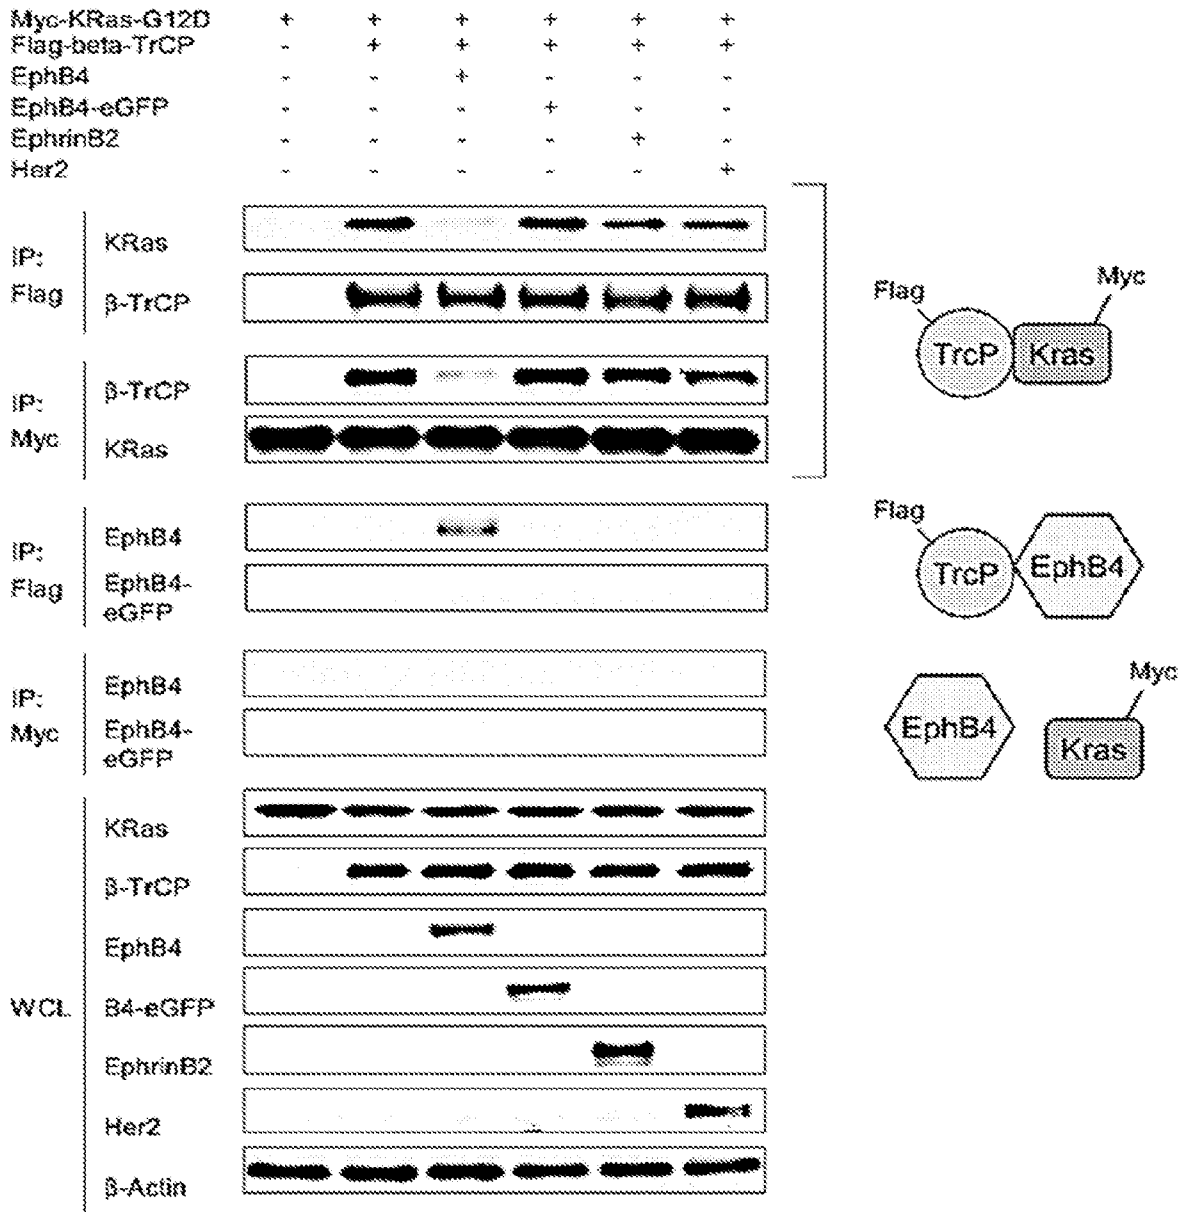 Myc-KRas-G12D + + + + + +
Flag-beta-TrCP - + + + + +
EphB4 - - + - - -
EphB4-eGFP - - - + - -
EphrinB2 - - - - + -
Her2 - - - - - +
IP: Flag
KRas
β-TrCP
IP: Myc
β-TrCP
KRas
Flag
Myc
TrcP
Kras
IP: Flag
EphB4
EphB4-
eGFP
Flag
TrcP
EphB4
IP: Myc
EphB4
EphB4-
eGFP
EphB4
Myc
Kras
WCL
KRas
β-TrCP
EphB4
B4-eGFP
EphrinB2
Her2
β-Actin